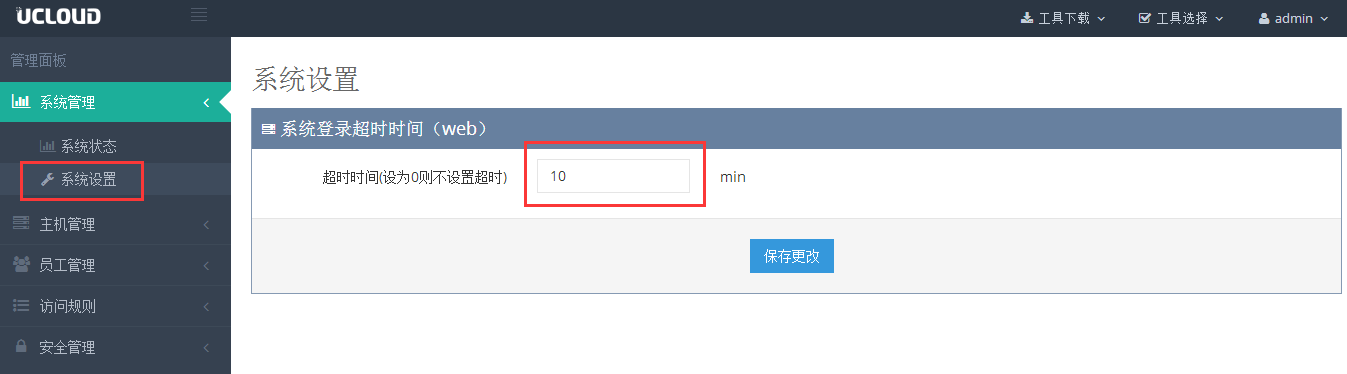 UCLOUD
工具下载
工具选择
admin
管理面板
系统管理
系统状态
系统设置
主机管理
员工管理
访问规则
安全管理
系统设置
系统登录超时时间（web）
超时时间(设为0则不设置超时) 10 min
保存更改